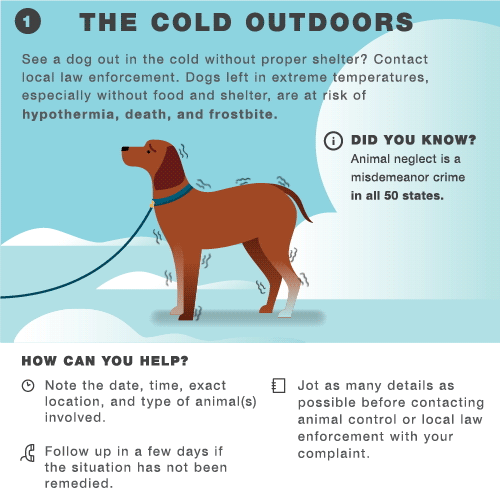 1 THE COLD OUTDOORS
See a dog out in the cold without proper shelter? Contact
local law enforcement. Dogs left in extreme temperatures,
especially without food and shelter, are at risk of
hypothermia, death, and frostbite.
DID YOU KNOW?
Animal neglect is a
misdemeanor crime
in all 50 states.
HOW CAN YOU HELP?
Note the date, time, exact
location, and type of animal(s)
involved.
Follow up in a few days if
the situation has not been
remedied.
Jot as many details as
possible before contacting
animal control or local law
enforcement with your
complaint.